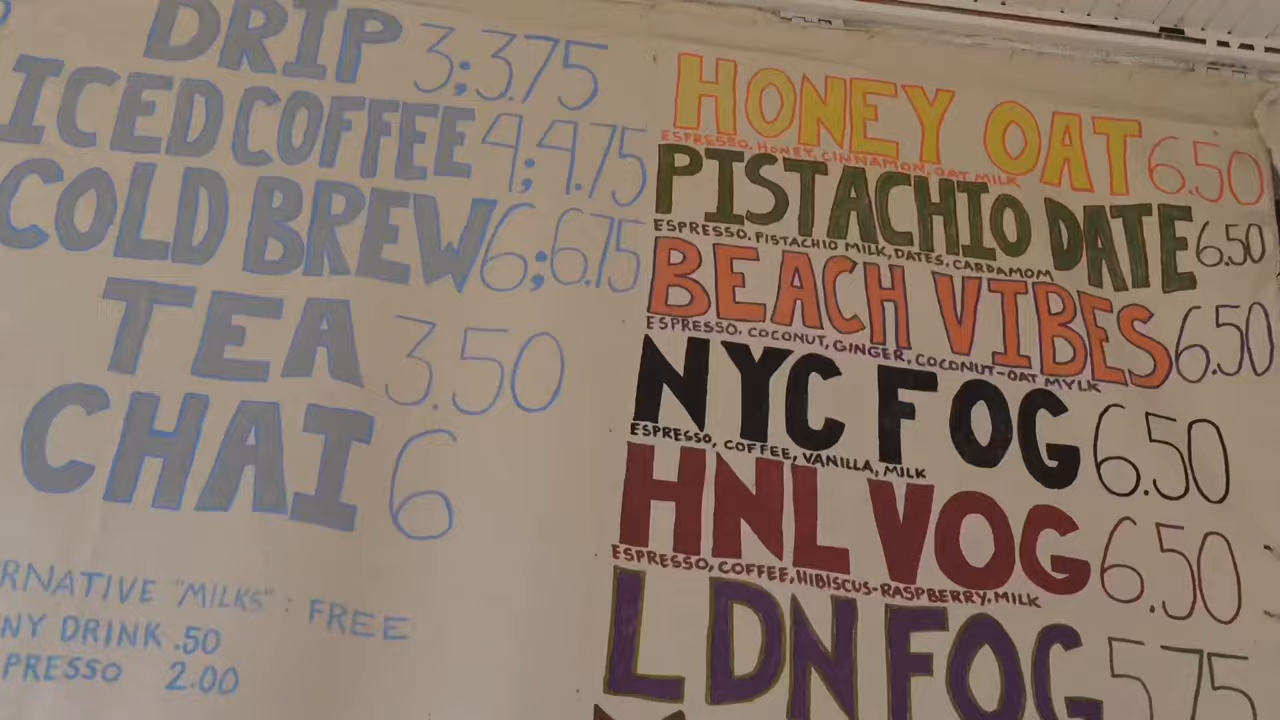 DRIP 3;3.75
ICED COFFEE 4;4.75
COLD BREW 6;6.75
TEA 3.50
CHAI 6
"MILKS": FREE
DRINK .50
2.00
HONEY OAT 6.50
ESPRESSO, HONEY, CINNAMON, OAT MILK
PISTACHIO DATE 6.50
ESPRESSO, PISTACHIO MILK, DATES, CARDAMOM
BEACH VIBES 6.50
ESPRESSO, COCONUT, GINGER, COCONUT-OAT MYLK
NYC FOG 6.50
ESPRESSO, COFFEE, VANILLA, MILK
HNL VOG 6.50
ESPRESSO, COFFEE, HIBISCUS-RASPBERRY, MILK
LDN FOG 5.75